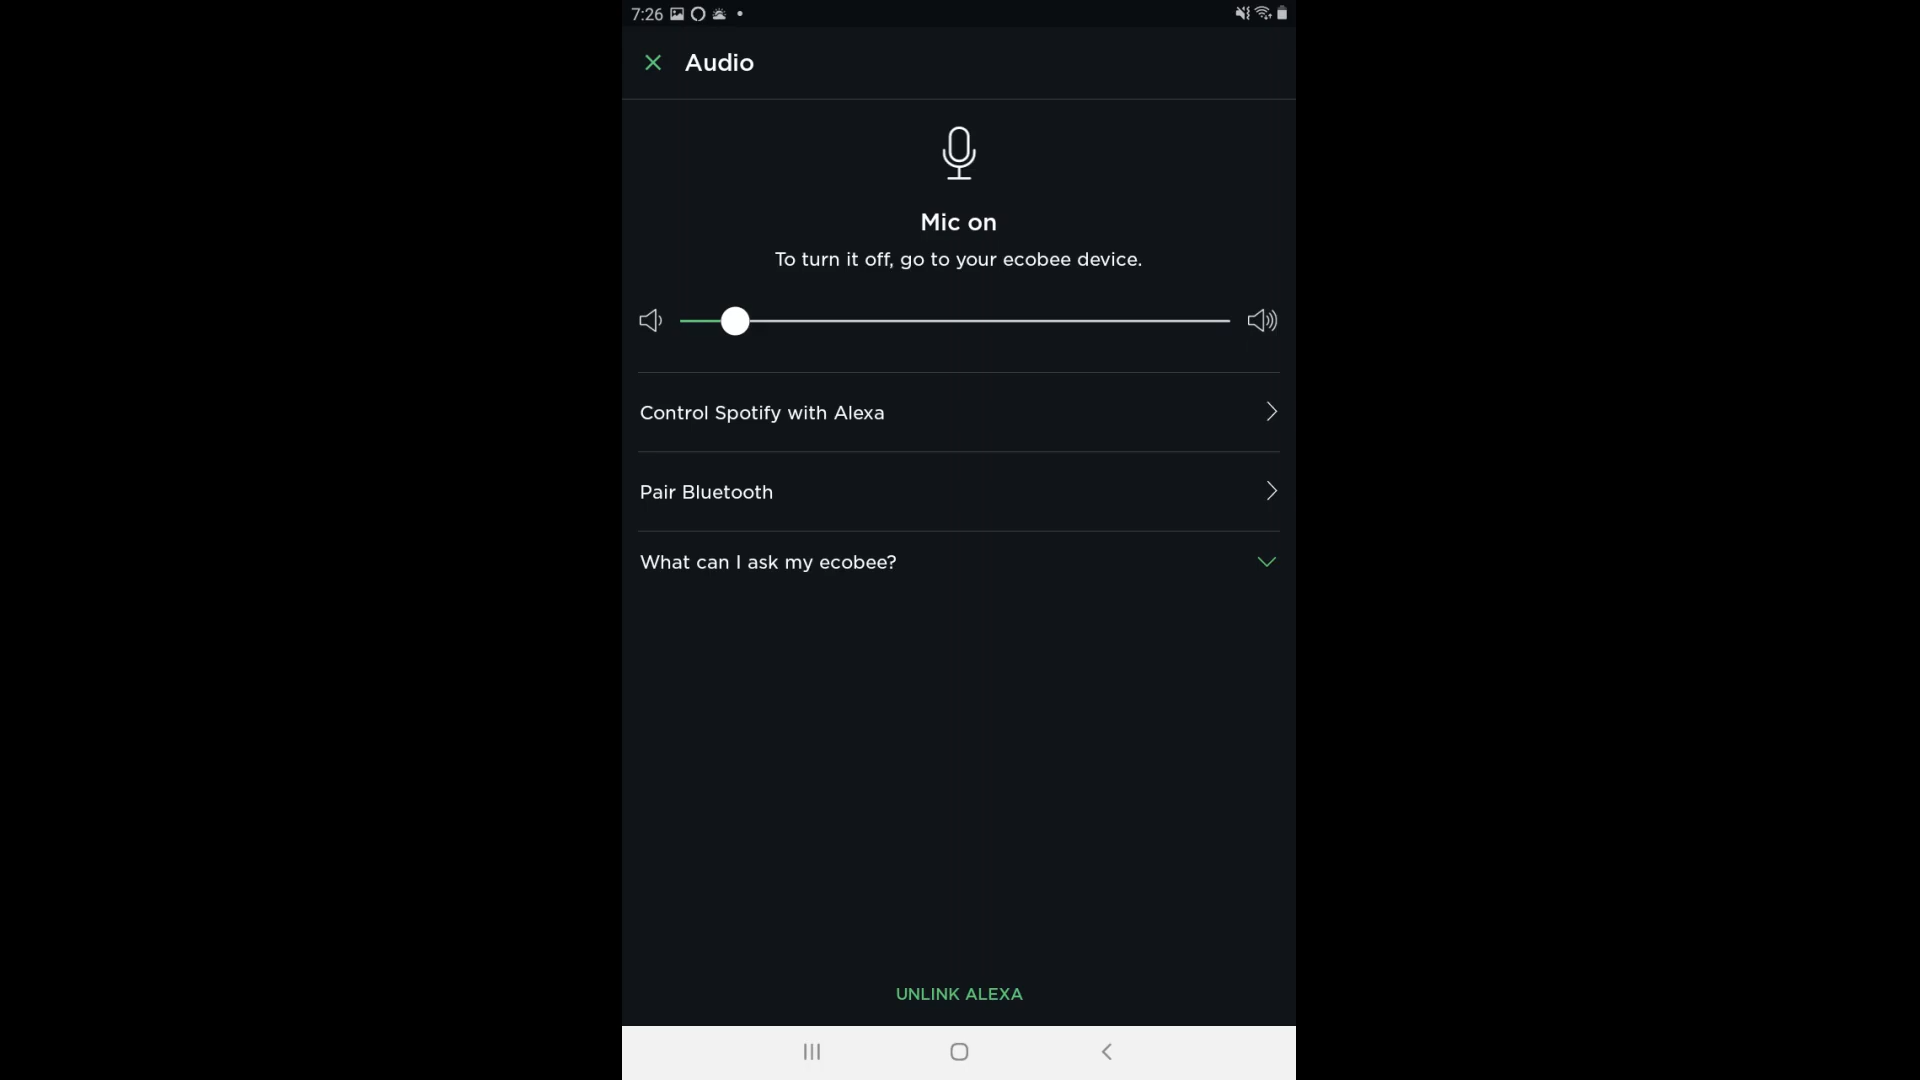 7:26
Audio
Mic on
To turn it off, go to your ecobee device.
Control Spotify with Alexa
Pair Bluetooth
What can I ask my ecobee?
UNLINK ALEXA